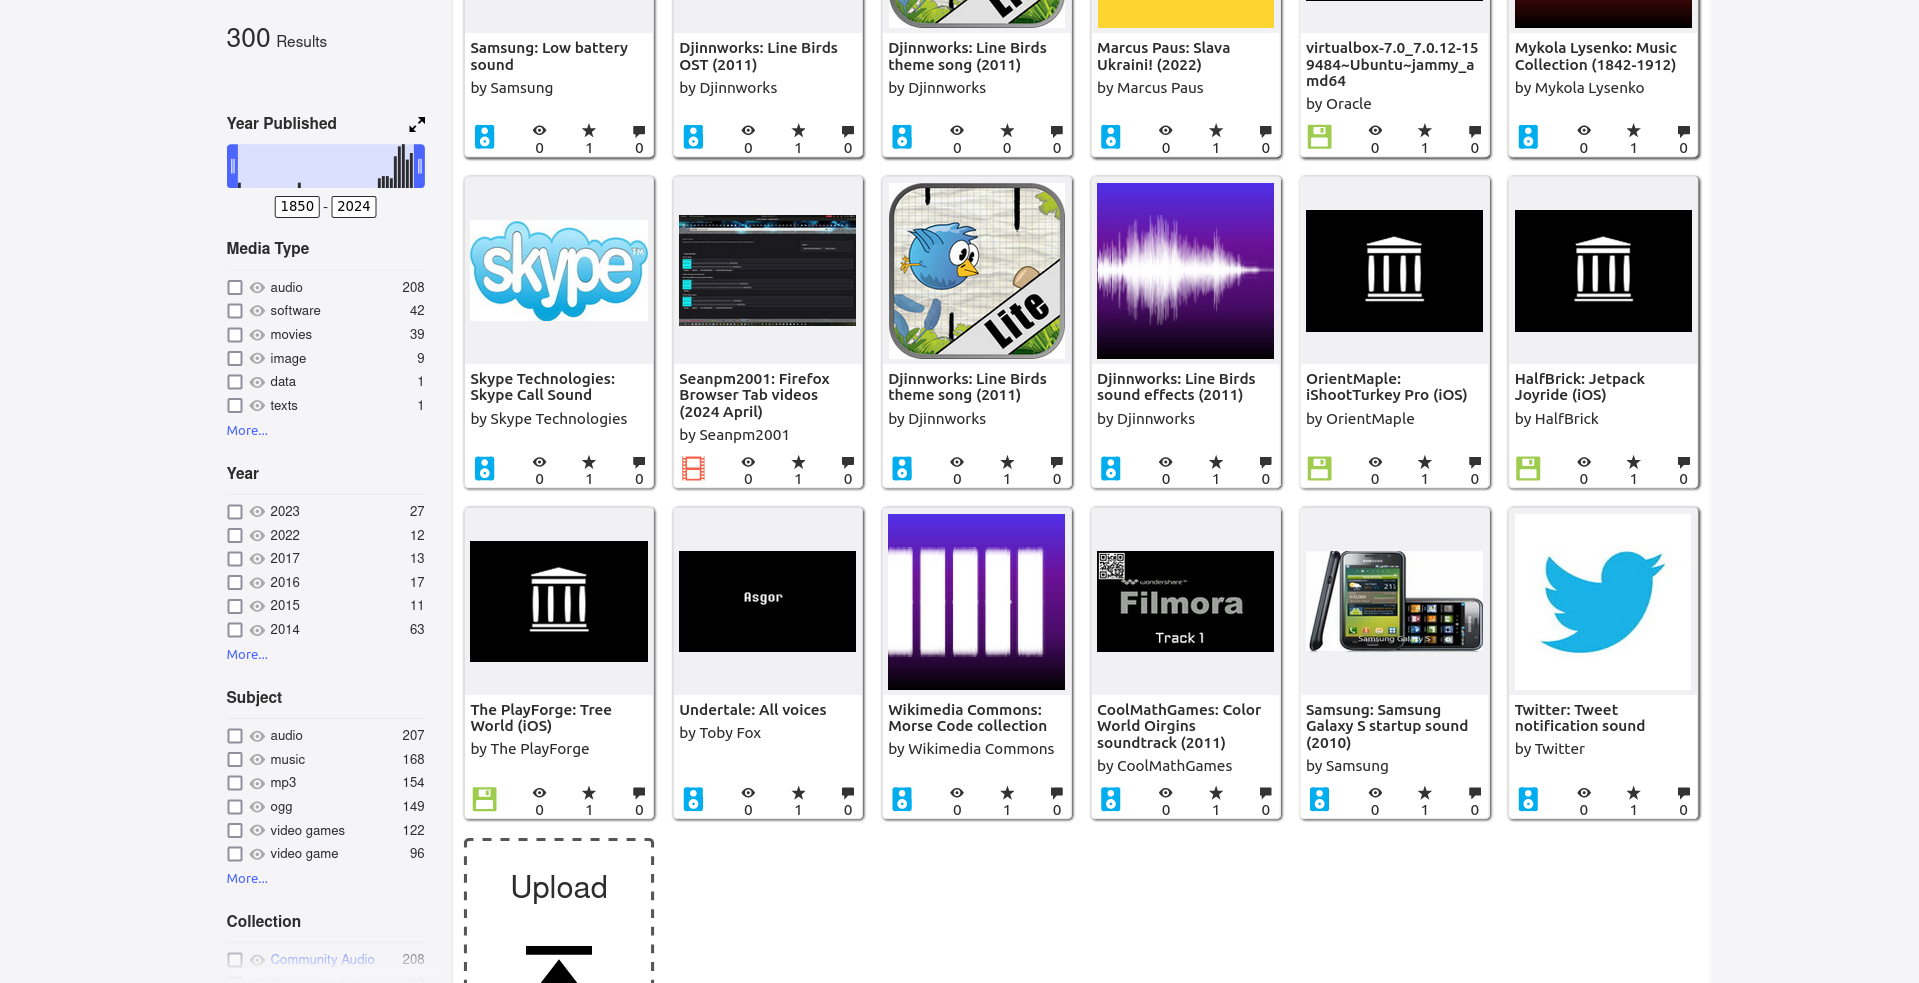 300 Results
Year Published
1850 - 2024
Media Type
audio 208
software 42
movies 39
image 9
data 1
texts 1
More...
Year
2023 27
2022 12
2017 13
2016 17
2015 11
2014 63
More...
Subject
audio 207
music 168
mp3 154
ogg 149
video games 122
video game 96
More...
Collection
Community Audio 208
Samsung: Low battery
sound
by Samsung
0 1 0
Djinnworks: Line Birds
OST (2011)
by Djinnworks
0 1 0
Lite
Djinnworks: Line Birds
theme song (2011)
by Djinnworks
0 0 0
Marcus Paus: Slava
Ukraini! (2022)
by Marcus Paus
0 1 0
virtualbox-7.0_7.0.12-15
9484~Ubuntu~jammy_a
md64
by Oracle
0 1 0
Mykola Lysenko: Music
Collection (1842-1912)
by Mykola Lysenko
0 1 0
skype™
Skype Technologies:
Skype Call Sound
by Skype Technologies
0 1 0
Seanpm2001: Firefox
Browser Tab videos
(2024 April)
by Seanpm2001
0 1 0
Lite
Djinnworks: Line Birds
theme song (2011)
by Djinnworks
0 1 0
Djinnworks: Line Birds
sound effects (2011)
by Djinnworks
0 1 0
OrientMaple:
iShootTurkey Pro (iOS)
by OrientMaple
0 1 0
HalfBrick: Jetpack
Joyride (iOS)
by HalfBrick
0 1 0
The PlayForge: Tree
World (iOS)
by The PlayForge
0 1 0
Asgor
Undertale: All voices
by Toby Fox
0 1 0
Wikimedia Commons:
Morse Code collection
by Wikimedia Commons
0 1 0
wondershare™
Filmora
Track 1
CoolMathGames: Color
World Oirgins
soundtrack (2011)
by CoolMathGames
0 1 0
Samsung Galaxy S
Samsung: Samsung
Galaxy S startup sound
(2010)
by Samsung
0 1 0
Twitter: Tweet
notification sound
by Twitter
0 1 0
Upload